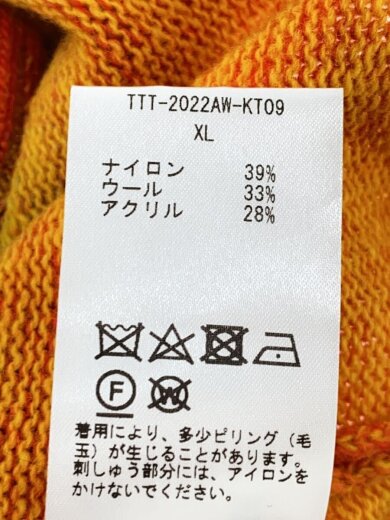 TTT-2022AW-KT09
XL
ナイロン 39%
ウール 33%
アクリル 28%
F
W
着用により、多少ピリング（毛
玉）が生じることがあります。
刺しゅう部分には、アイロンを
かけないでください。